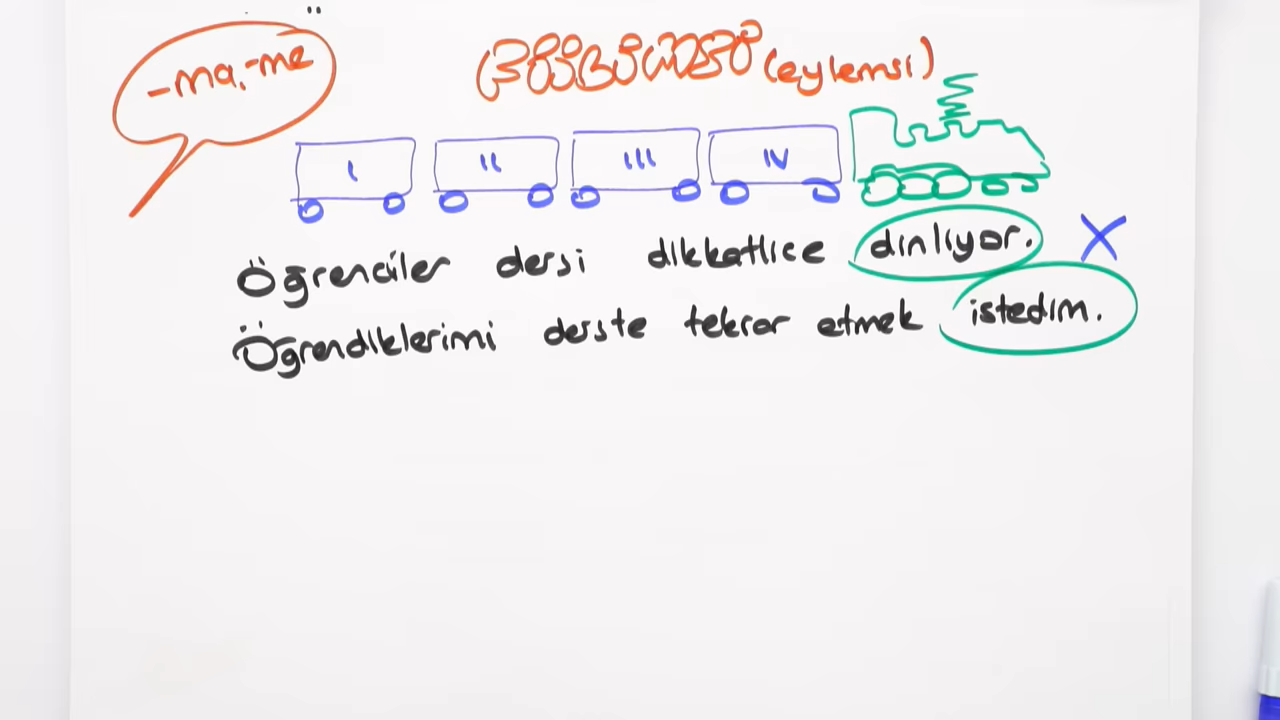 -ma, -me
(eylemsi)
I II III IV
Öğrenciler dersi dikkatlice dinliyor. X
Öğrendiklerimi derste tekrar etmek istedim.